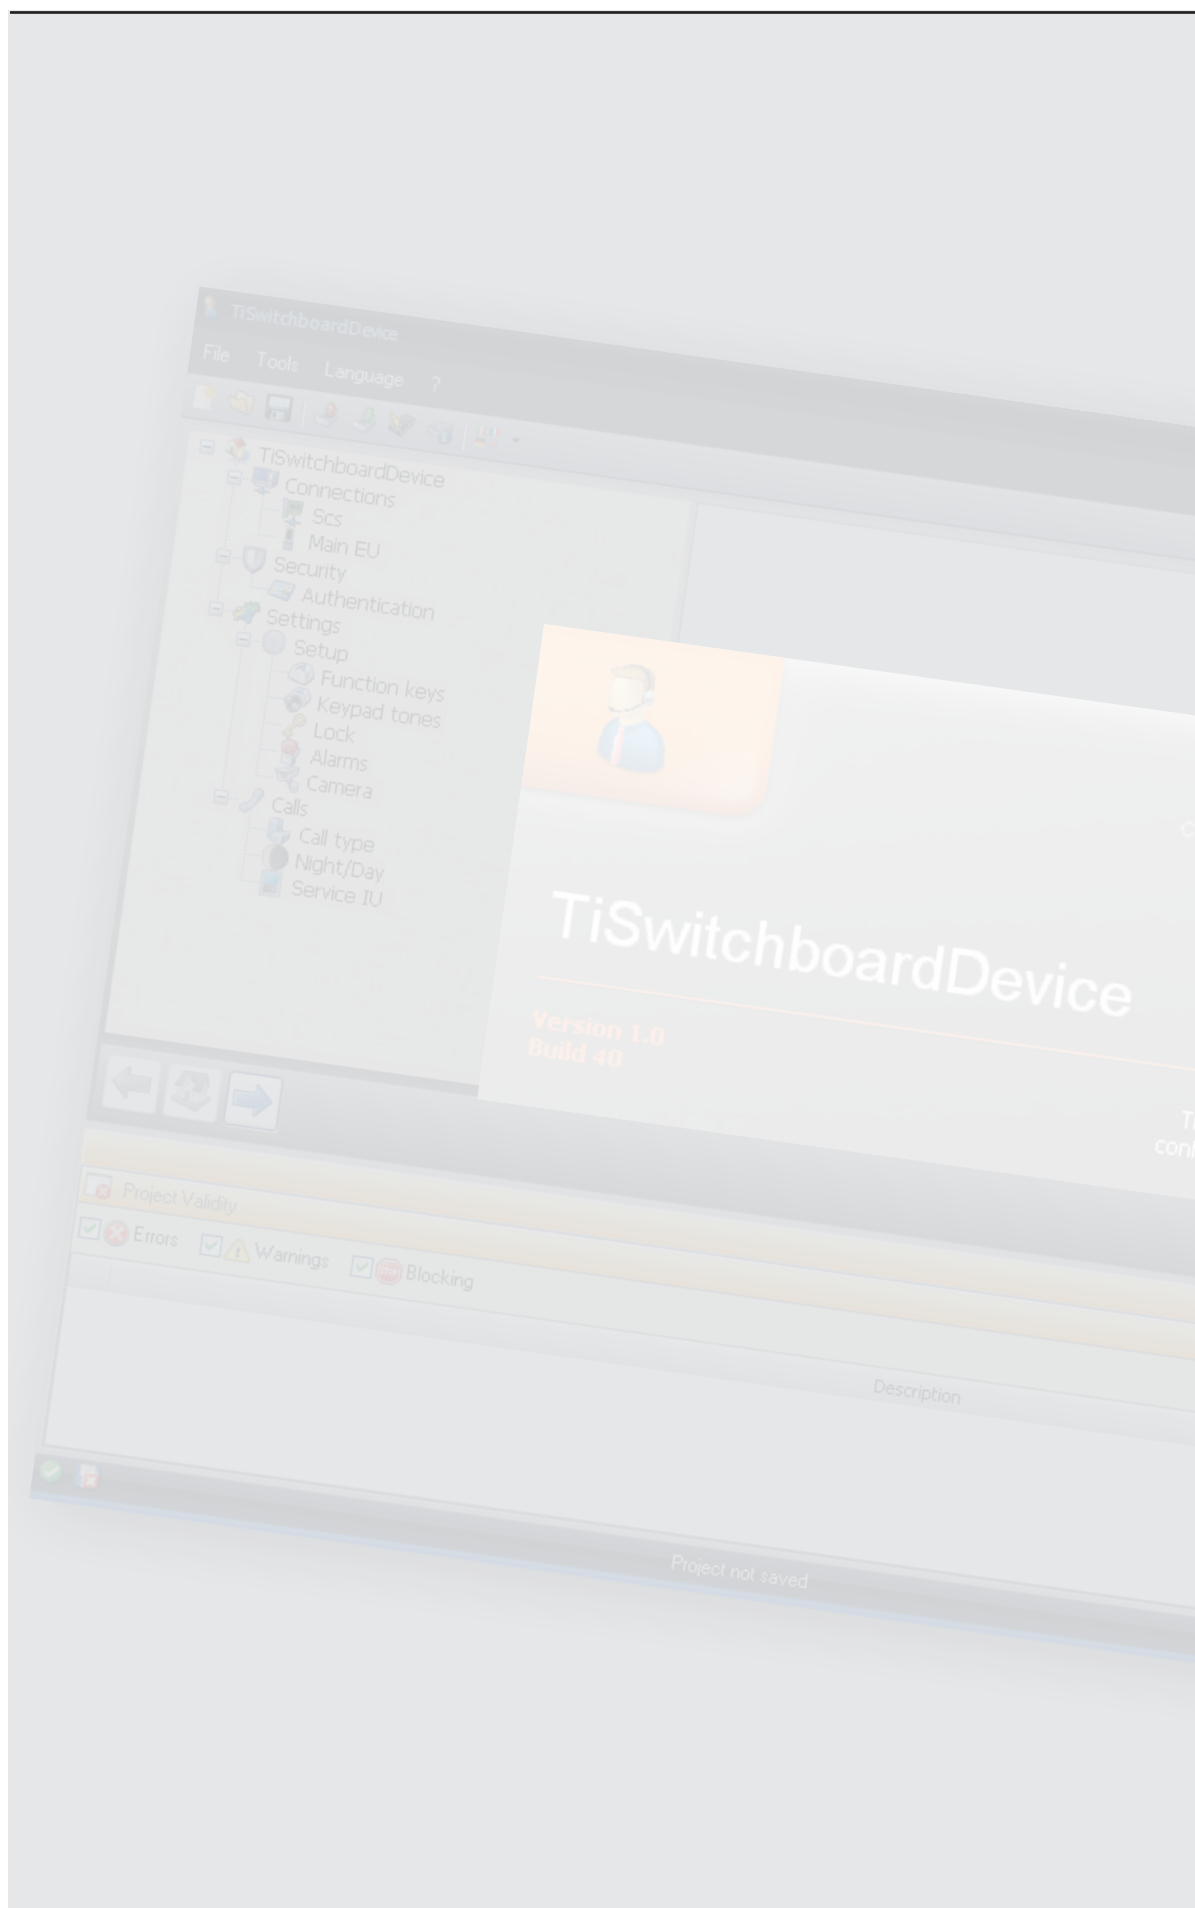 TiSwitchboardDevice
File Tools Language ?
TiSwitchboardDevice
Connections
Scs
Main EU
Security
Authentication
Settings
Setup
Function keys
Keypad tones
Lock
Alarms
Camera
Calls
Call type
Night/Day
Service IU
TiSwitchboardDevice
Version 1.0
Build 40
Project Validity
Errors Warnings Blocking
Description
Project not saved